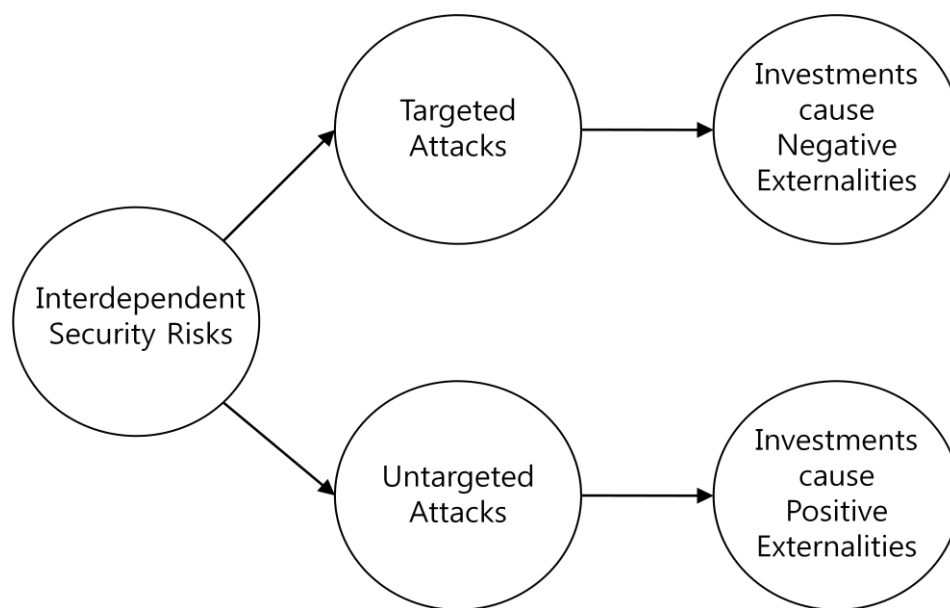 Interdependent
Security Risks
Targeted
Attacks
Investments
cause
Negative
Externalities
Untargeted
Attacks
Investments
cause
Positive
Externalities